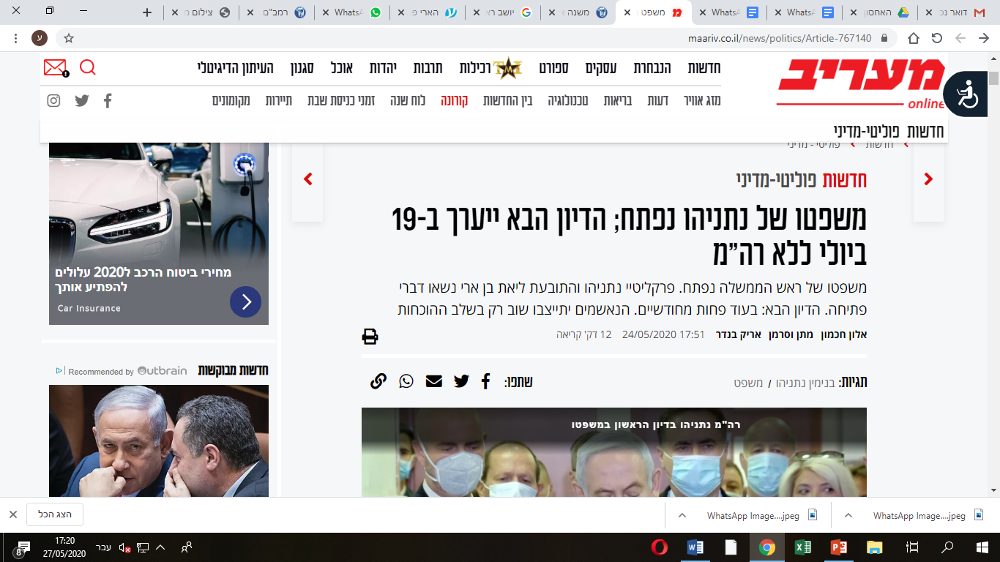 דואר נכ
האחסון
WhatsA
WhatsA
משפט
משנה
יושב רא
הארי פ
WhatsA
רמב"ם
צילום מ
maariv.co.il/news/politics/Article-767140
ע
מעריב
online
חדשות הנבחרת עסקים ספורט TMI רכילות תרבות יהדות אוכל סגנון העיתון הדיגיטלי
מזג אוויר דעות בריאות טכנולוגיה בין החדשות קורונה לוח שנה זמני כניסת שבת תיירות מקומונים
חדשות פוליטי-מדיני
חדשות פוליטי - מדיני
חדשות פוליטי-מדיני
משפטו של נתניהו נפתח; הדיון הבא ייערך ב-19
ביולי ללא רה"מ
משפטו של ראש הממשלה נפתח. פרקליטיי נתניהו והתובעת ליאת בן ארי נשאו דברי
פתיחה. הדיון הבא: בעוד פחות מחודשיים. הנאשמים יתייצבו שוב רק בשלב ההוכחות
אלון חכמון מתן וסרמן אריק בנדר 17:51 24/05/2020 12 דק' קריאה
תגיות: בנימין נתניהו / משפט
שתפו:
רה"מ נתניהו בדיון הראשון במשפטו
מחירי ביטוח הרכב ל2020 עלולים
להפתיע אותך
Car Insurance
חדשות מבוקשות
Recommended by Outbrain
WhatsApp Image....jpeg
WhatsApp Image....jpeg
הצג הכל
עבר
17:20
27/05/2020
8